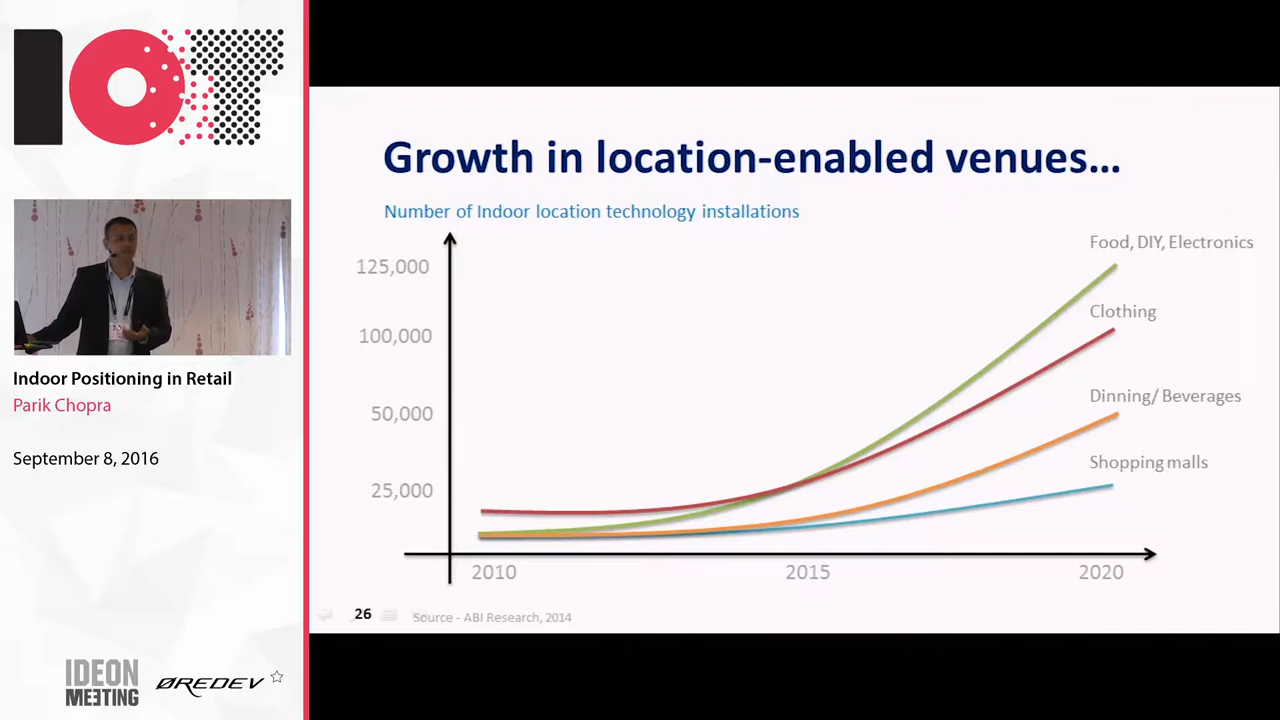 IOT
Indoor Positioning in Retail
Parik Chopra
September 8, 2016
IDEON
MEETING
ØREDEV
Growth in location-enabled venues...
Number of Indoor location technology installations
125,000
100,000
50,000
25,000
Food, DIY, Electronics
Clothing
Dinning/ Beverages
Shopping malls
2010
2015
2020
26
Source - ABI Research, 2014